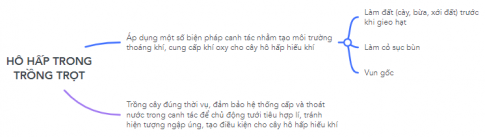 HÔ HẤP TRONG
TRỒNG TRỌT
Áp dụng một số biện pháp canh tác nhằm tạo môi trường
thoáng khí, cung cấp khí oxy cho cây hô hấp hiếu khí
Làm đất (cày, bừa, xới đất) trước
khi gieo hạt
Làm cỏ sục bùn
Vun gốc
Trồng cây đúng thời vụ, đảm bảo hệ thống cấp và thoát
nước trong canh tác để chủ động tưới tiêu hợp lí, tránh
hiện tượng ngập úng, tạo điều kiện cho cây hô hấp hiếu khí